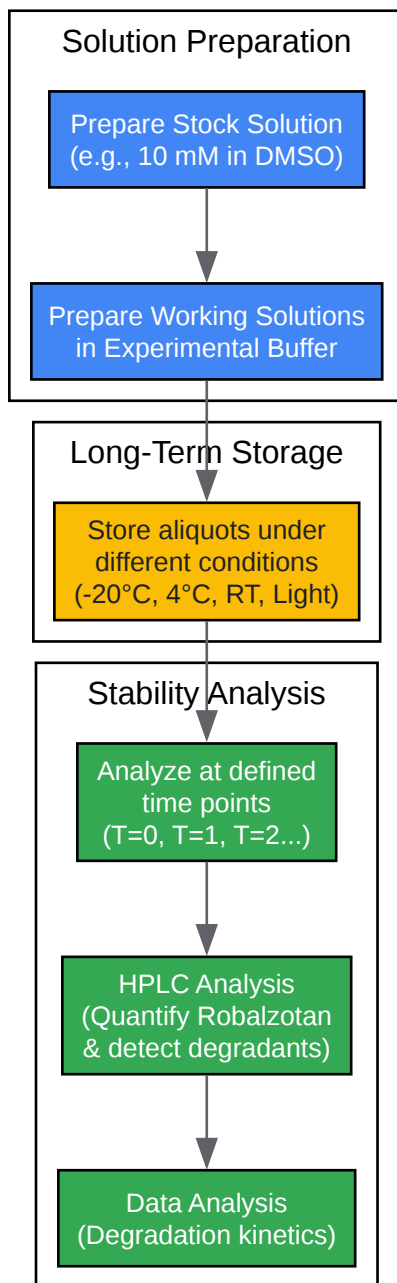 Solution Preparation
Prepare Stock Solution
(e.g., 10 mM in DMSO)
Prepare Working Solutions
in Experimental Buffer
Long-Term Storage
Store aliquots under
different conditions
(-20°C, 4°C, RT, Light)
Stability Analysis
Analyze at defined
time points
(T=0, T=1, T=2...)
HPLC Analysis
(Quantify Robalzotan
& detect degradants)
Data Analysis
(Degradation kinetics)